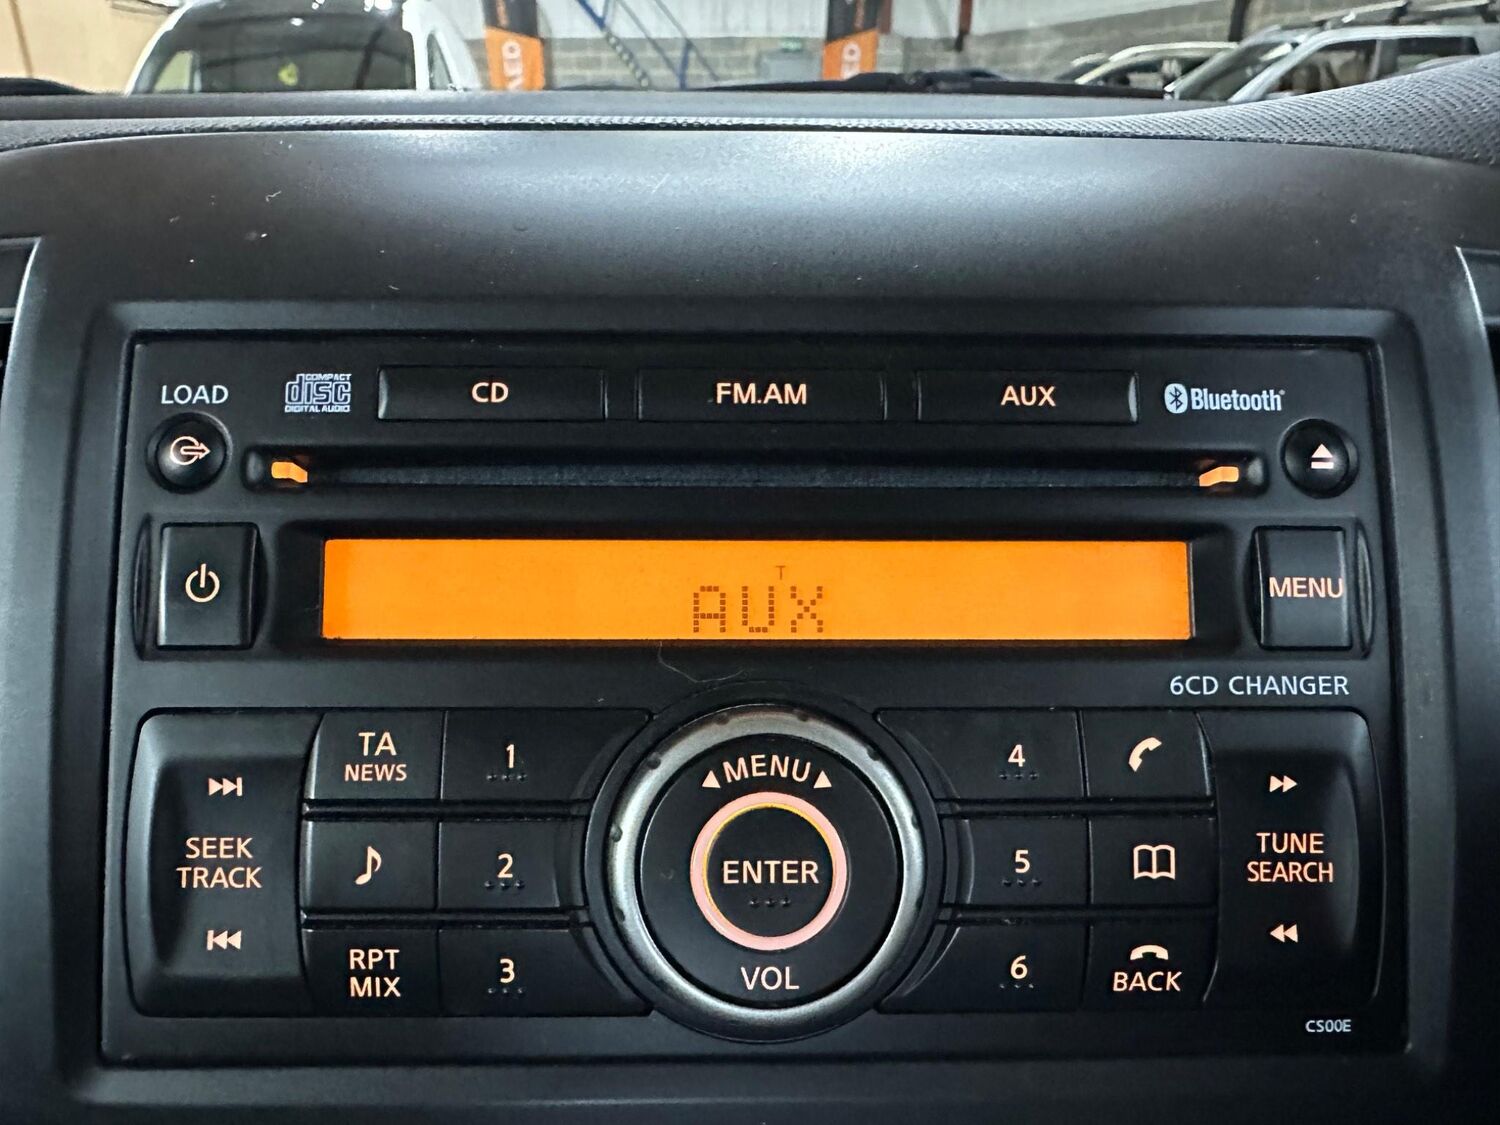 LOAD
COMPACT
disc
DIGITAL AUDIO
CD
FM.AM
AUX
Bluetooth®
MENU
T
AUX
6CD CHANGER
TA
NEWS
1
4
SEEK
TRACK
2
5
TUNE
SEARCH
RPT
MIX
3
6
BACK
MENU
ENTER
VOL
CS00E